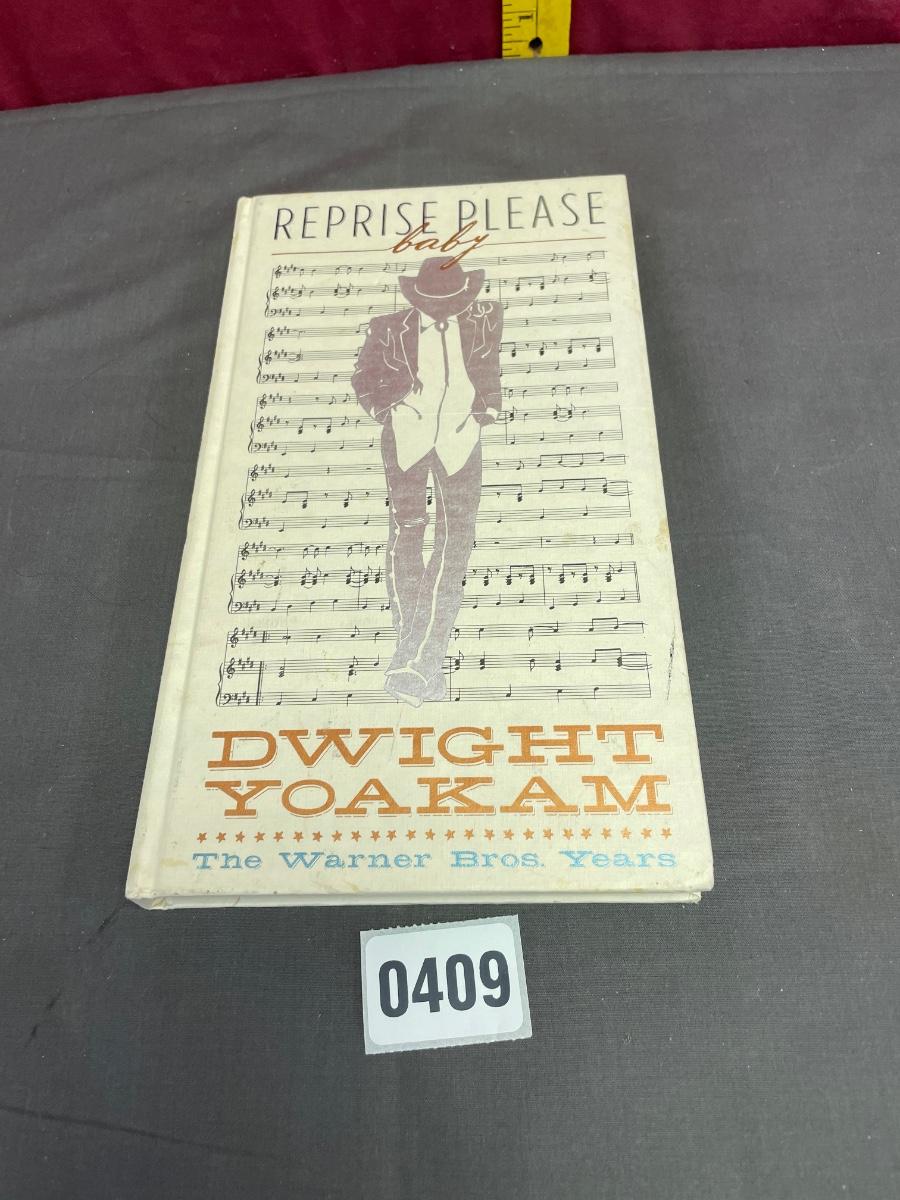 REPRISE PLEASE
baby
DWIGHT
YOAKAM
The Warner Bros. Years
0409